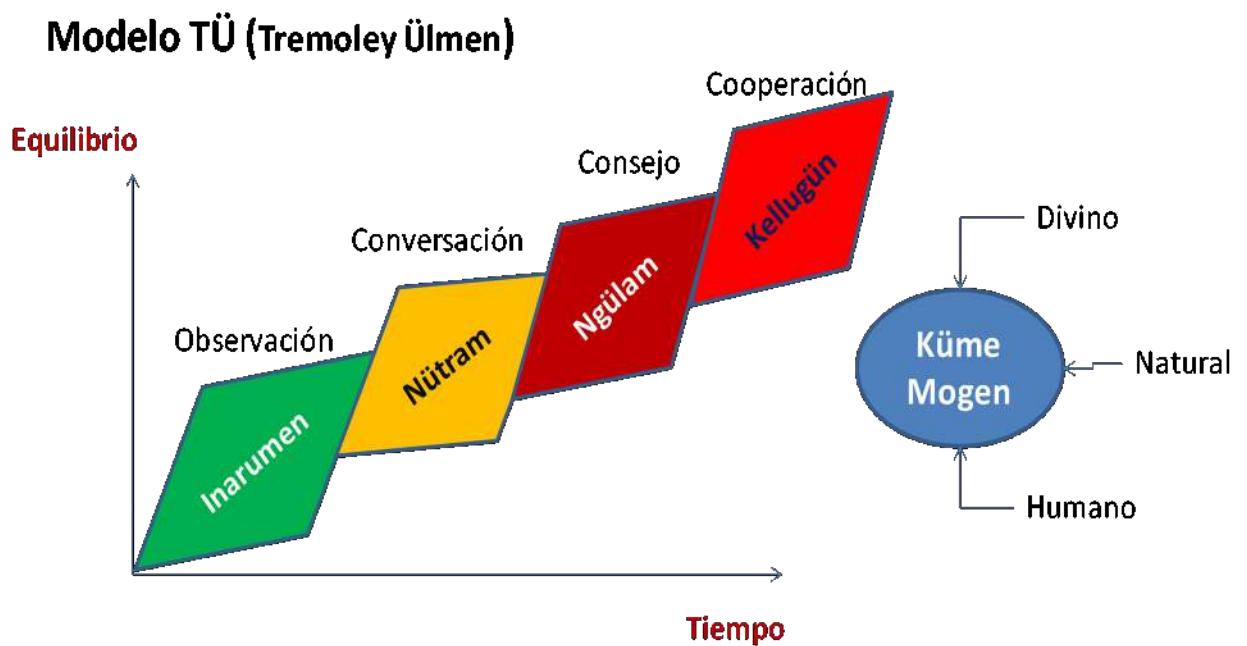 Modelo TÜ (Tremoley Ülmen)
Equilibrio
Cooperación
Consejo
Conversación
Observación
Kellugün
Ngülam
Nütram
Inarumen
Divino
Küme
Mogen
Natural
Humano
Tiempo